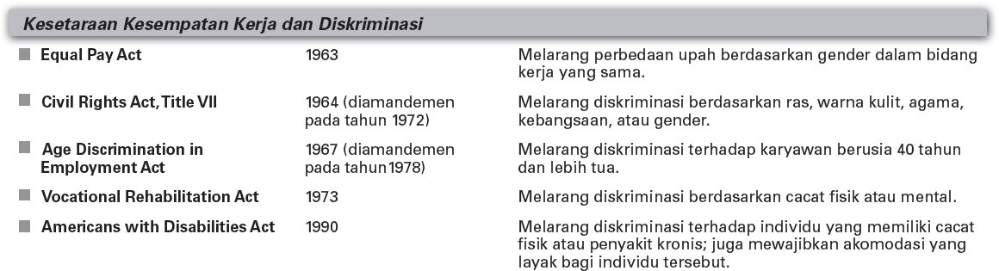 Kesetaraan Kesempatan Kerja dan Diskriminasi
Equal Pay Act 1963 Melarang perbedaan upah berdasarkan gender dalam bidang
kerja yang sama.
Civil Rights Act, Title VII 1964 (diamandemen Melarang diskriminasi berdasarkan ras, warna kulit, agama,
pada tahun 1972) kebangsaan, atau gender.
Age Discrimination in 1967 (diamandemen Melarang diskriminasi terhadap karyawan berusia 40 tahun
Employment Act pada tahun1978) dan lebih tua.
Vocational Rehabilitation Act 1973 Melarang diskriminasi berdasarkan cacat fisik atau mental.
Americans with Disabilities Act 1990 Melarang diskriminasi terhadap individu yang memiliki cacat
fisik atau penyakit kronis; juga mewajibkan akomodasi yang
layak bagi individu tersebut.